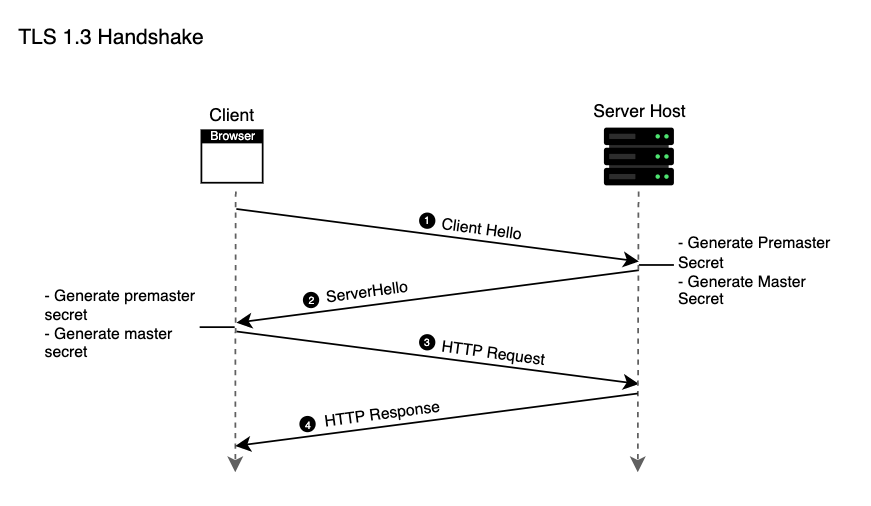 TLS 1.3 Handshake
Client
Server Host
Browser
1 Client Hello
- Generate Premaster
Secret
- Generate Master
Secret
2 ServerHello
- Generate premaster
secret
- Generate master
secret
3 HTTP Request
4 HTTP Response